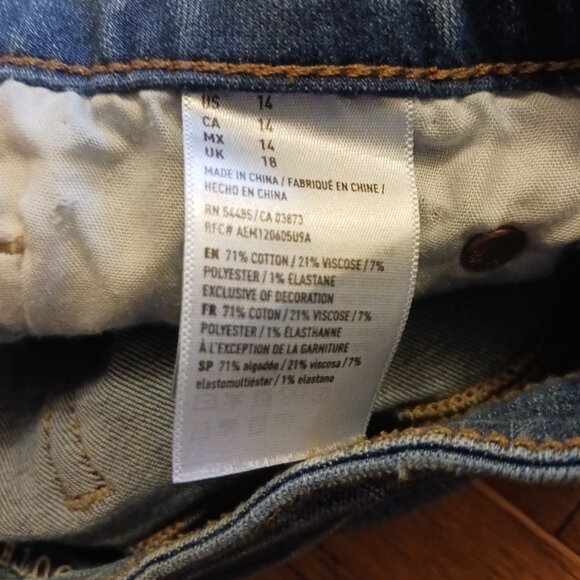 US 14
CA 14
MX 14
UK 18
MADE IN CHINA / FABRIQUÉ EN CHINE /
HECHO EN CHINA
RN 54485/CA 03873
RFC# AEM120605U9A
EN 71% COTTON / 21% VISCOSE / 7%
POLYESTER / 1% ELASTANE
EXCLUSIVE OF DECORATION
FR 71% COTON / 21% VISCOSE / 7%
POLYESTER / 1% ÉLASTHANNE
À L'EXCEPTION DE LA GARNITURE
SP 71% algodón / 21% viscosa / 7%
elastomultiéster / 1% elastano